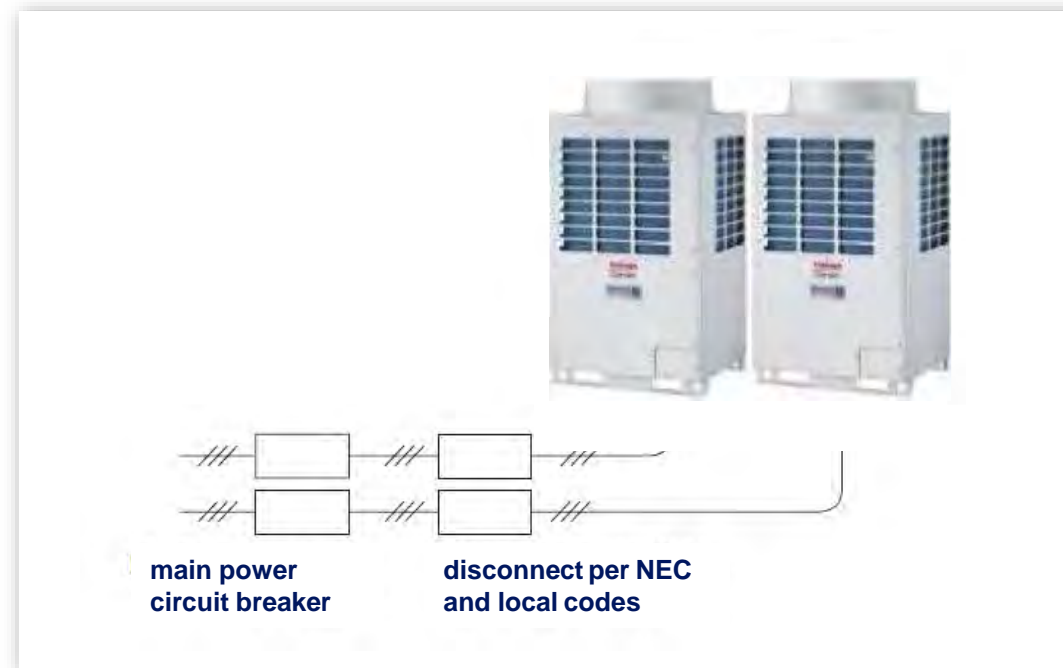 main power
circuit breaker
disconnect per NEC
and local codes